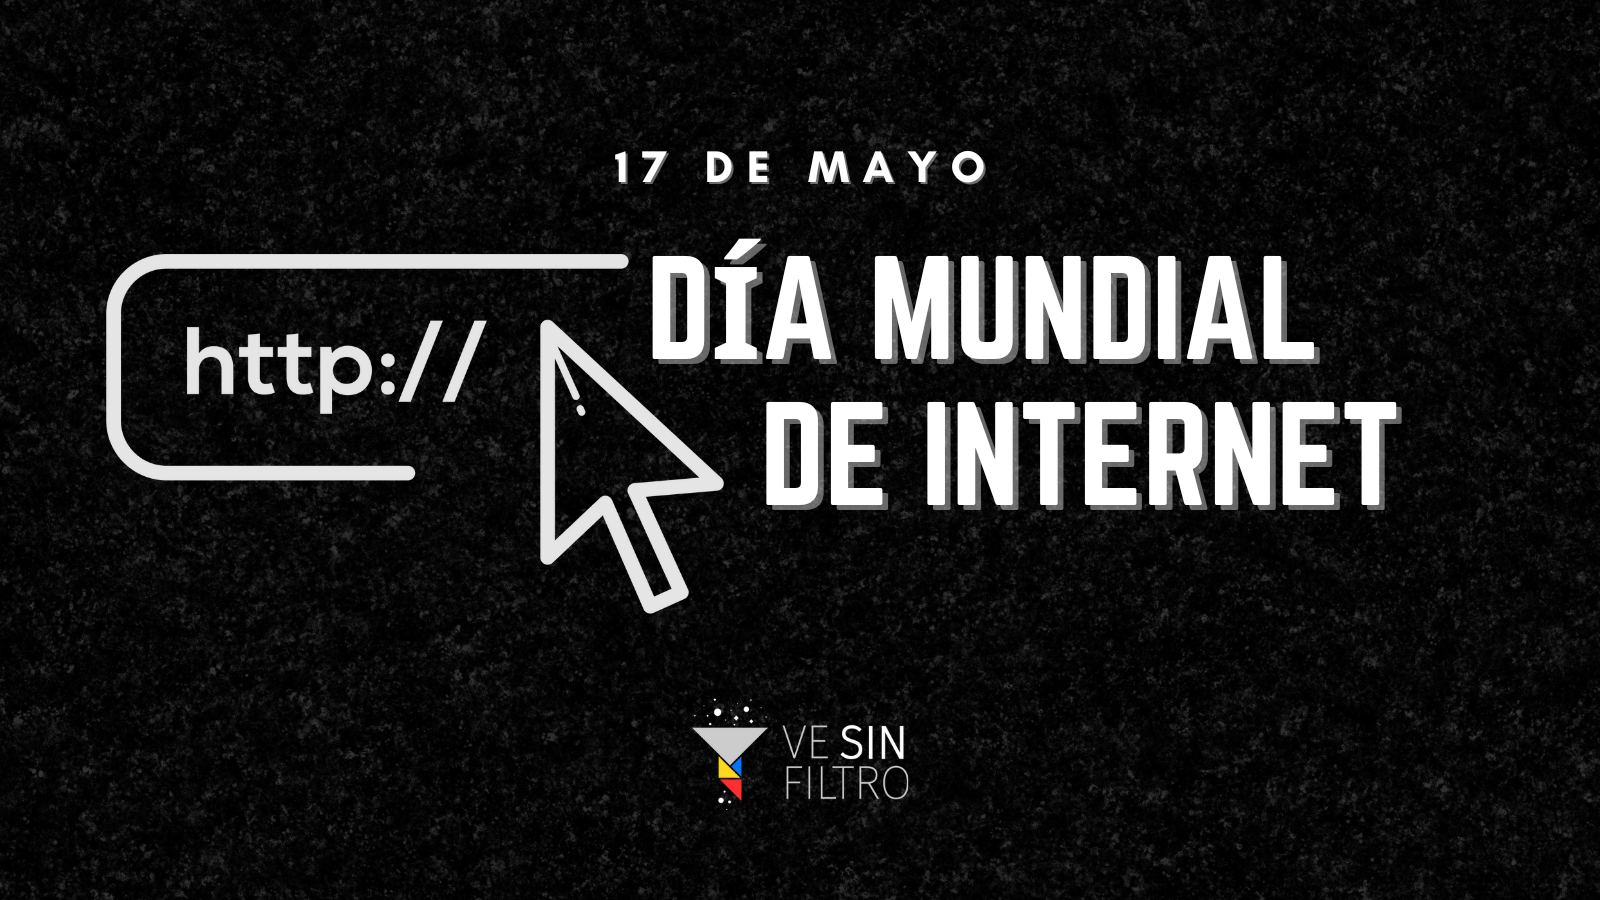 17 DE MAYO
http://
DÍA MUNDIAL
DE INTERNET
VE SIN
FILTRO